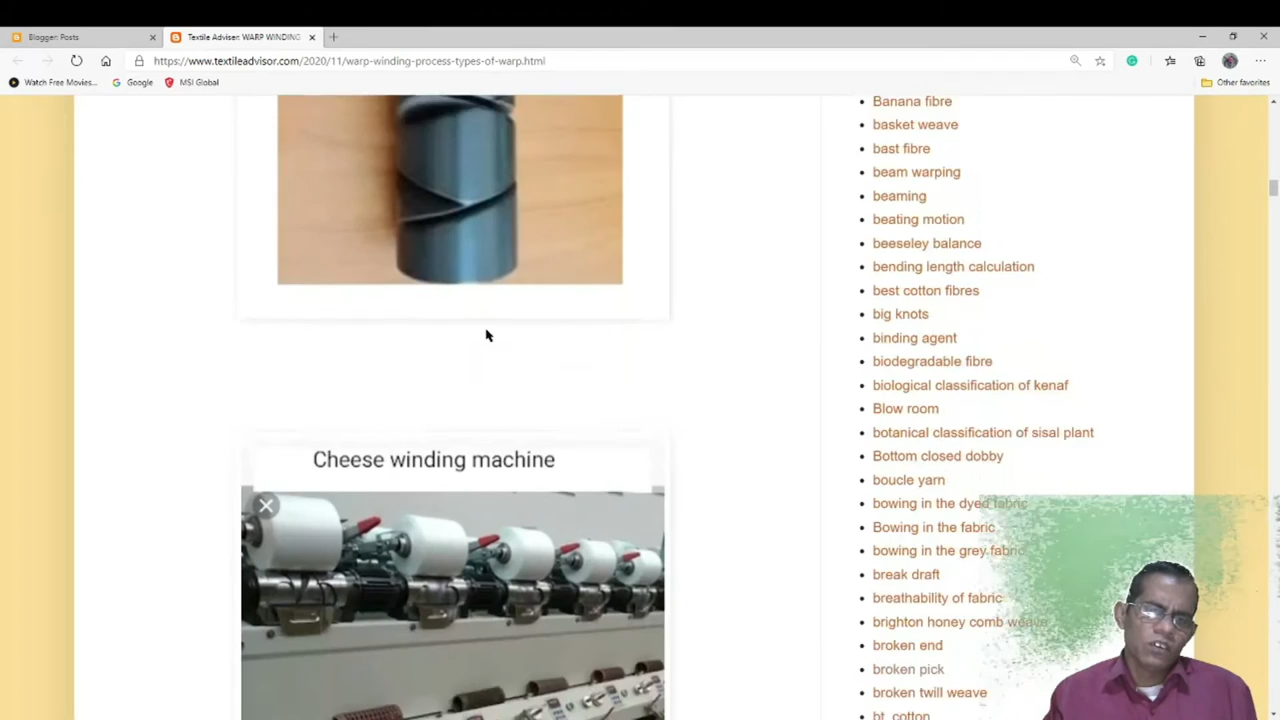 Blogger: Posts
Textile Adviser: WARP WINDING
https://www.textileadvisor.com/2020/11/warp-winding-process-types-of-warp.html
Watch Free Movies...
Google
MSI Global
Other favorites
Banana fibre
basket weave
bast fibre
beam warping
beaming
beating motion
beeseley balance
bending length calculation
best cotton fibres
big knots
binding agent
biodegradable fibre
biological classification of kenaf
Blow room
botanical classification of sisal plant
Bottom closed dobby
boucle yarn
bowing in the dyed fabric
Bowing in the fabric
bowing in the grey fabric
break draft
breathability of fabric
brighton honey comb weave
broken end
broken pick
broken twill weave
bt cotton
Cheese winding machine